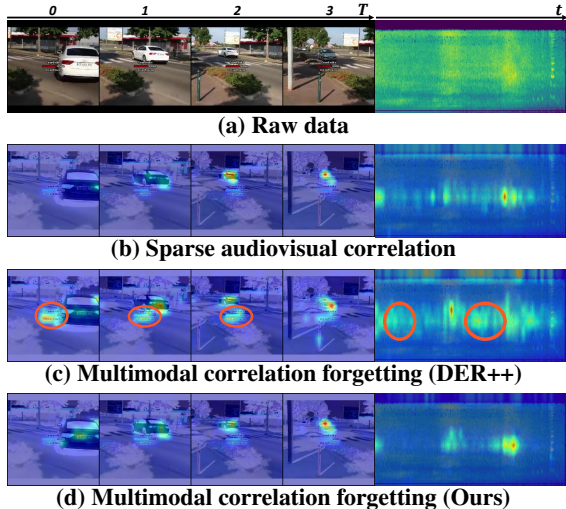 0 1 2 3 T t
(a) Raw data
(b) Sparse audiovisual correlation
(c) Multimodal correlation forgetting (DER++)
(d) Multimodal correlation forgetting (Ours)